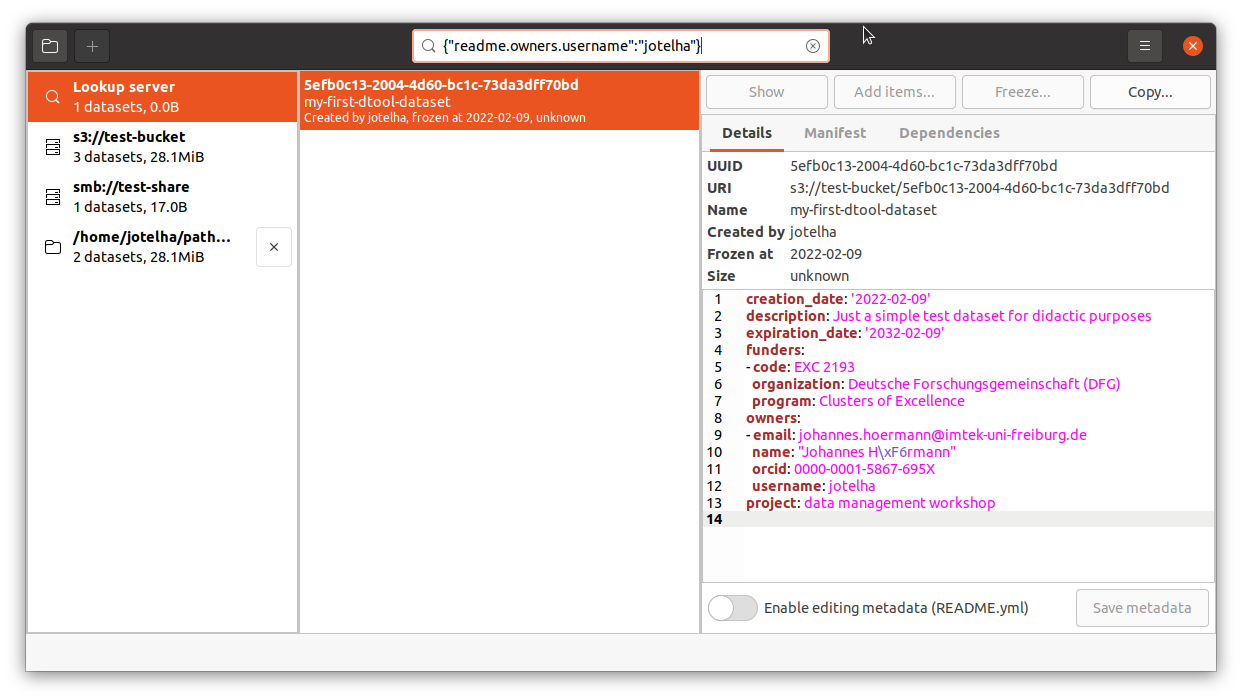 {"readme.owners.username":"jotelha"}
Lookup server
1 datasets, 0.0B
s3://test-bucket
3 datasets, 28.1MiB
smb://test-share
1 datasets, 17.0B
/home/jotelha/path...
2 datasets, 28.1MiB
5efb0c13-2004-4d60-bc1c-73da3dff70bd
my-first-dtool-dataset
Created by jotelha, frozen at 2022-02-09, unknown
Show Add items... Freeze... Copy...
Details Manifest Dependencies
UUID 5efb0c13-2004-4d60-bc1c-73da3dff70bd
URI s3://test-bucket/5efb0c13-2004-4d60-bc1c-73da3dff70bd
Name my-first-dtool-dataset
Created by jotelha
Frozen at 2022-02-09
Size unknown
1 creation_date: '2022-02-09'
2 description: Just a simple test dataset for didactic purposes
3 expiration_date: '2032-02-09'
4 funders:
5 - code: EXC 2193
6 organization: Deutsche Forschungsgemeinschaft (DFG)
7 program: Clusters of Excellence
8 owners:
9 - email: johannes.hoermann@imtek-uni-freiburg.de
10 name: "Johannes H\xF6rmann"
11 orcid: 0000-0001-5867-695X
12 username: jotelha
13 project: data management workshop
14
Enable editing metadata (README.yml) Save metadata